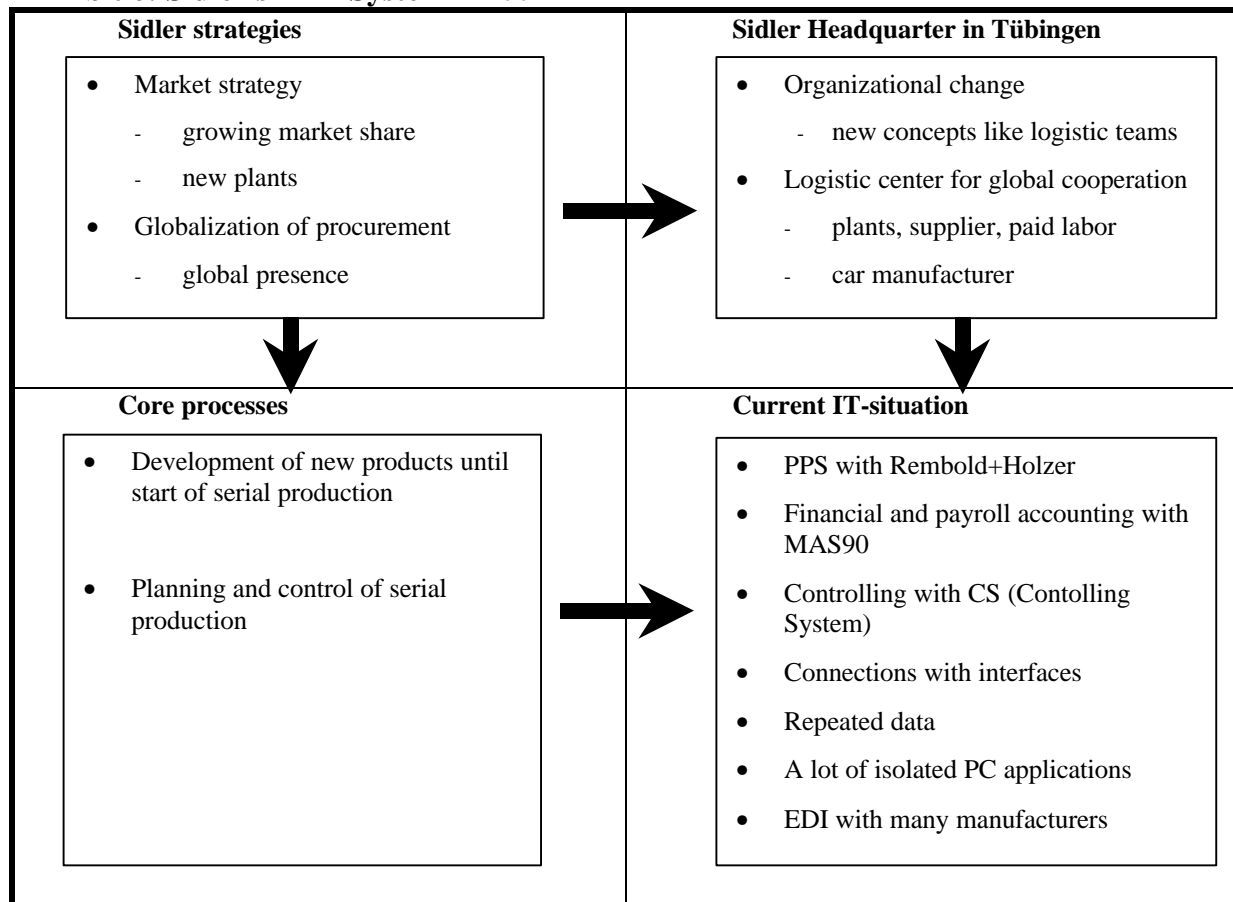 Sidler strategies
• Market strategy
- growing market share
- new plants
• Globalization of procurement
- global presence
Sidler Headquarter in Tübingen
• Organizational change
- new concepts like logistic teams
• Logistic center for global cooperation
- plants, supplier, paid labor
- car manufacturer
Core processes
• Development of new products until
start of serial production
• Planning and control of serial
production
Current IT-situation
• PPS with Rembold+Holzer
• Financial and payroll accounting with
MAS90
• Controlling with CS (Contolling
System)
• Connections with interfaces
• Repeated data
• A lot of isolated PC applications
• EDI with many manufacturers